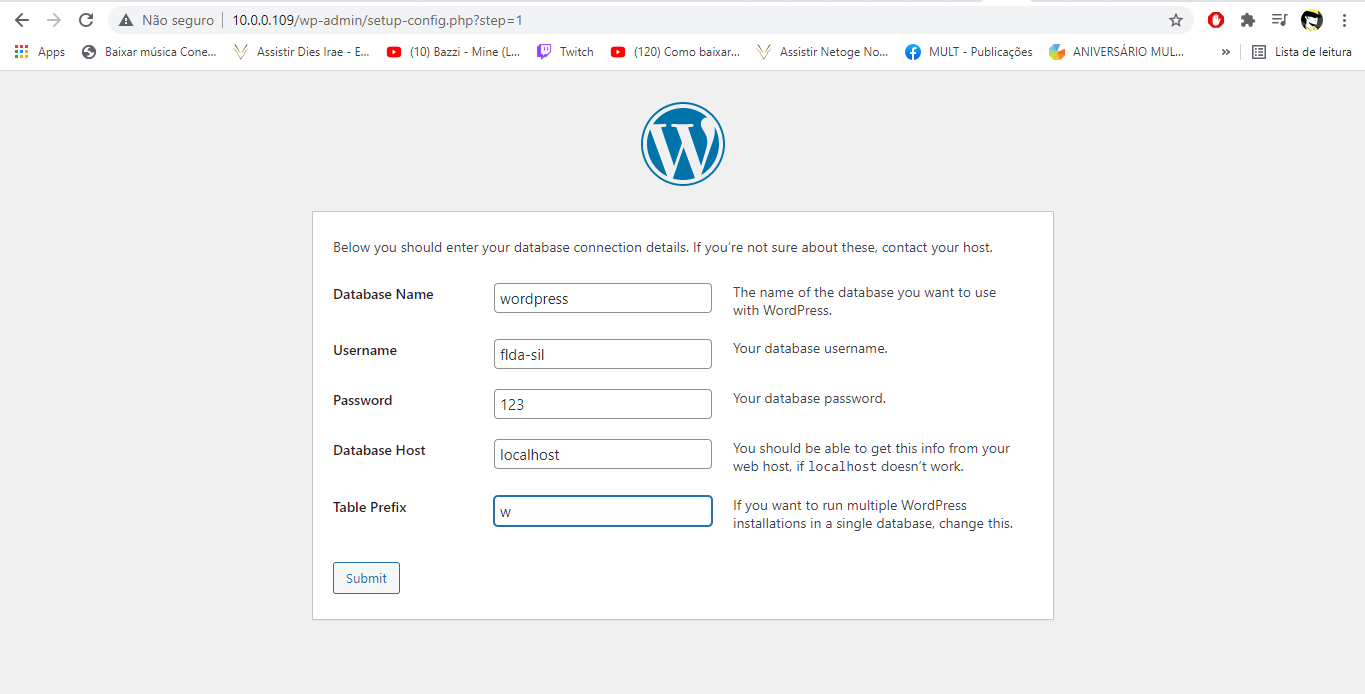 Não seguro
10.0.0.109/wp-admin/setup-config.php?step=1
Apps
Baixar música Cone...
Assistir Dies Irae - E...
(10) Bazzi - Mine (L...
Twitch
(120) Como baixar...
Assistir Netoge No...
MULT - Publicações
ANIVERSÁRIO MUL...
»
Lista de leitura
W
Below you should enter your database connection details. If you’re not sure about these, contact your host.
Database Name
wordpress
The name of the database you want to use
with WordPress.
Username
flda-sil
Your database username.
Password
123
Your database password.
Database Host
localhost
You should be able to get this info from your
web host, if localhost doesn’t work.
Table Prefix
w
If you want to run multiple WordPress
installations in a single database, change this.
Submit